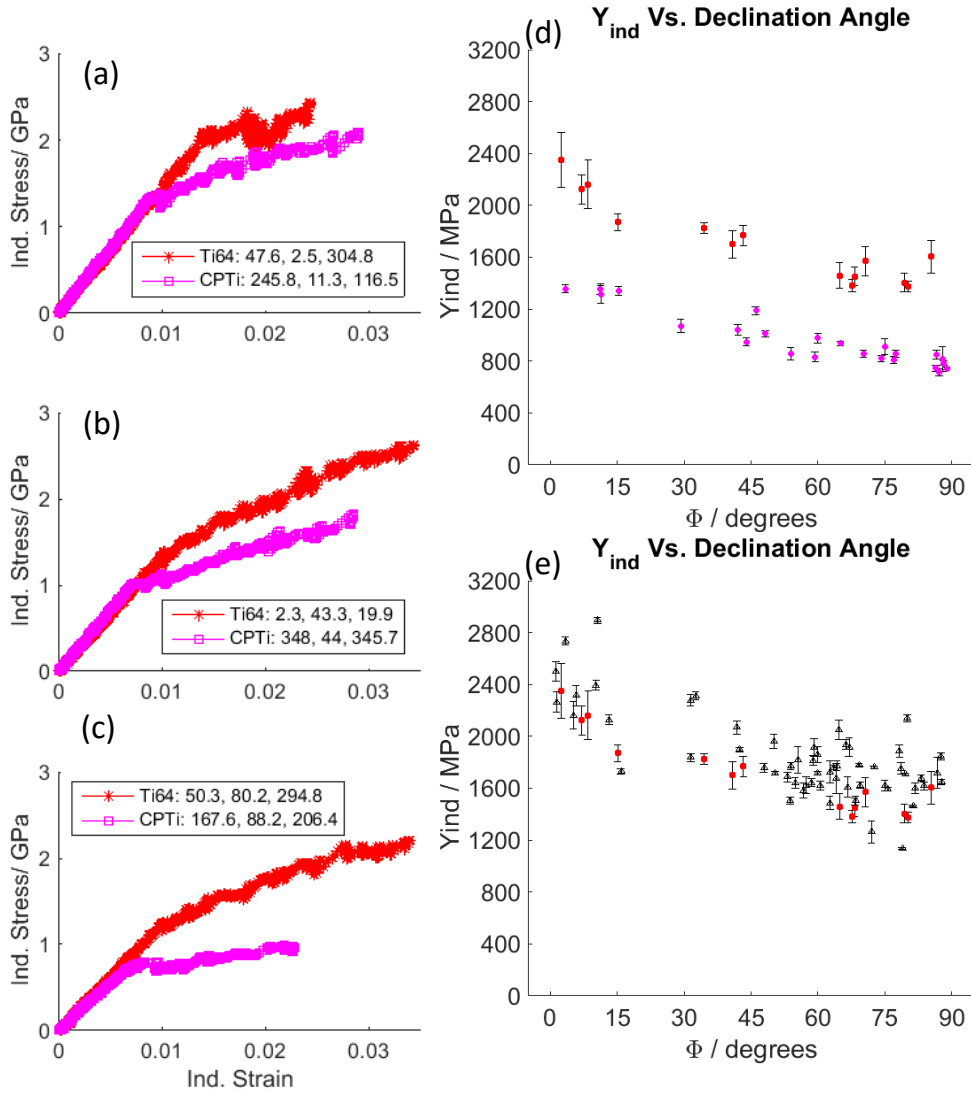 (a)
3
2
1
0
Ind. Stress/ GPa
Ti64: 47.6, 2.5, 304.8
CPTi: 245.8, 11.3, 116.5
0
0.01
0.02
0.03
(b)
3
2
1
0
Ind. Stress/ GPa
Ti64: 2.3, 43.3, 19.9
CPTi: 348, 44, 345.7
0
0.01
0.02
0.03
(c)
3
2
1
0
Ind. Stress/ GPa
Ti64: 50.3, 80.2, 294.8
CPTi: 167.6, 88.2, 206.4
0
0.01
0.02
0.03
Ind. Strain
(d)
Y_ind Vs. Declination Angle
3200
2800
2400
2000
1600
1200
800
400
0
Yind / MPa
0
15
30
45
60
75
90
Φ / degrees
(e)
Y_ind Vs. Declination Angle
3200
2800
2400
2000
1600
1200
800
400
0
Yind / MPa
0
15
30
45
60
75
90
Φ / degrees